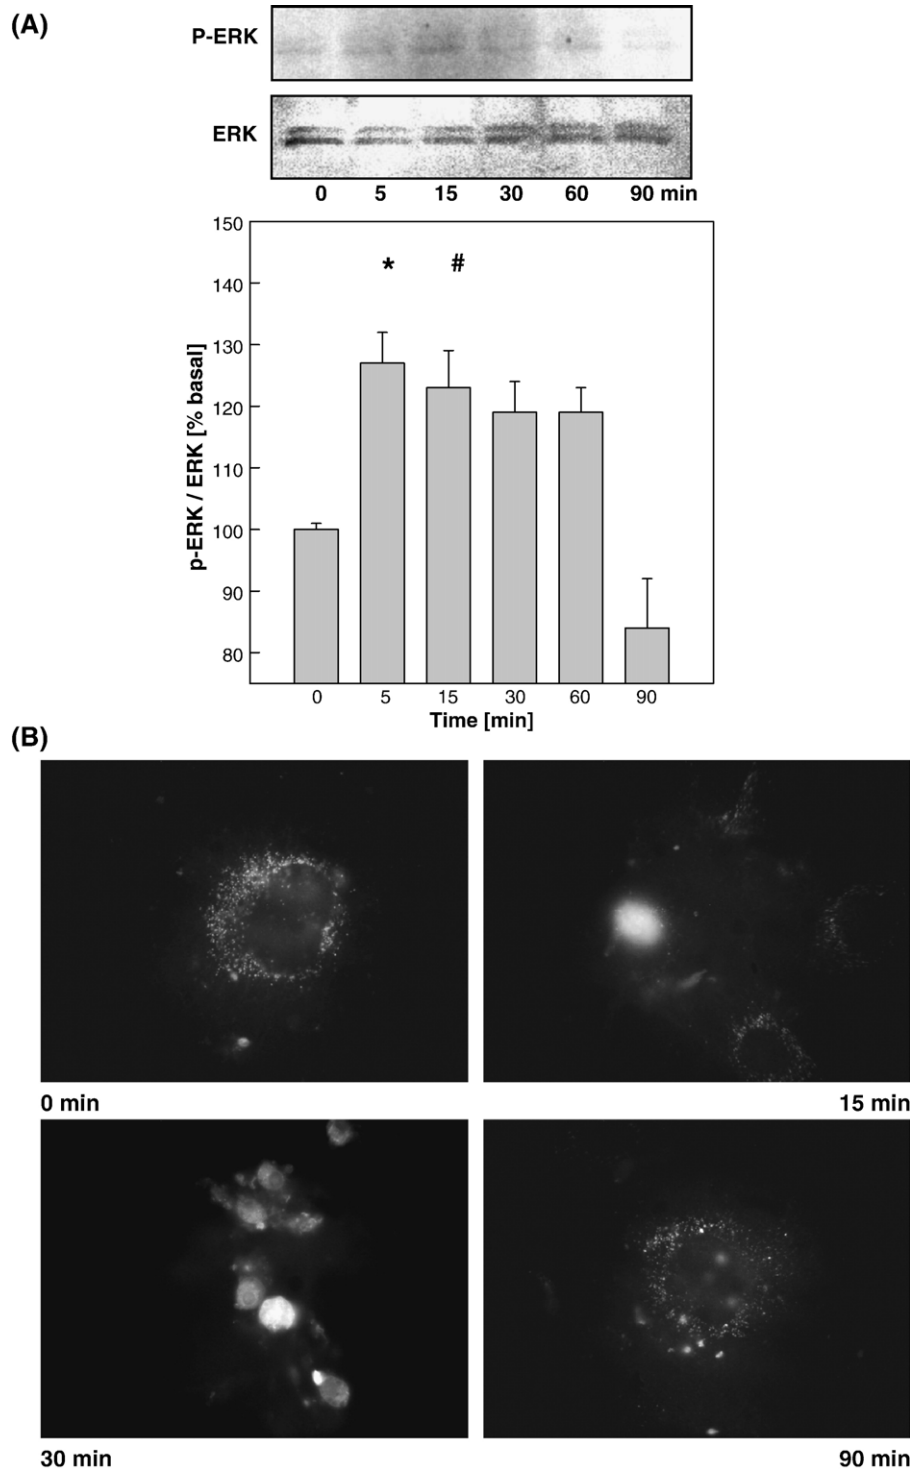 (A)
P-ERK
ERK
0 5 15 30 60 90 min
150
140
130
120
110
100
90
80
p-ERK / ERK [% basal]
* #
0 5 15 30 60 90
Time [min]
(B)
0 min 15 min
30 min 90 min